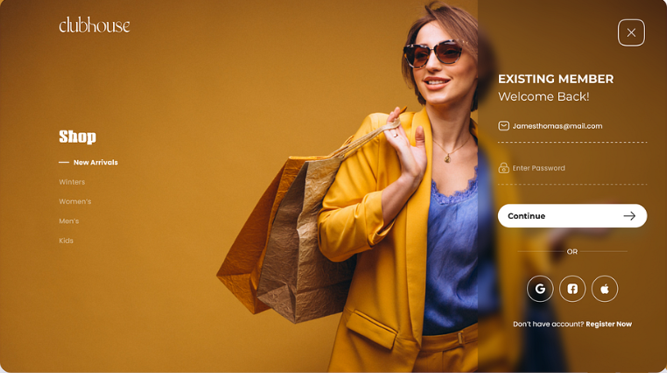 clubhouse
Shop
New Arrivals
Winters
Women's
Men's
Kids
EXISTING MEMBER
Welcome Back!
Jamesthomas@mail.com
Enter Password
Continue
OR
Don't have account? Register Now